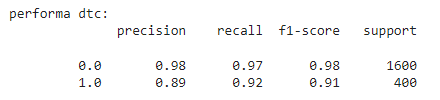 performa dtc:
precision recall f1-score support
0.0 0.98 0.97 0.98 1600
1.0 0.89 0.92 0.91 400